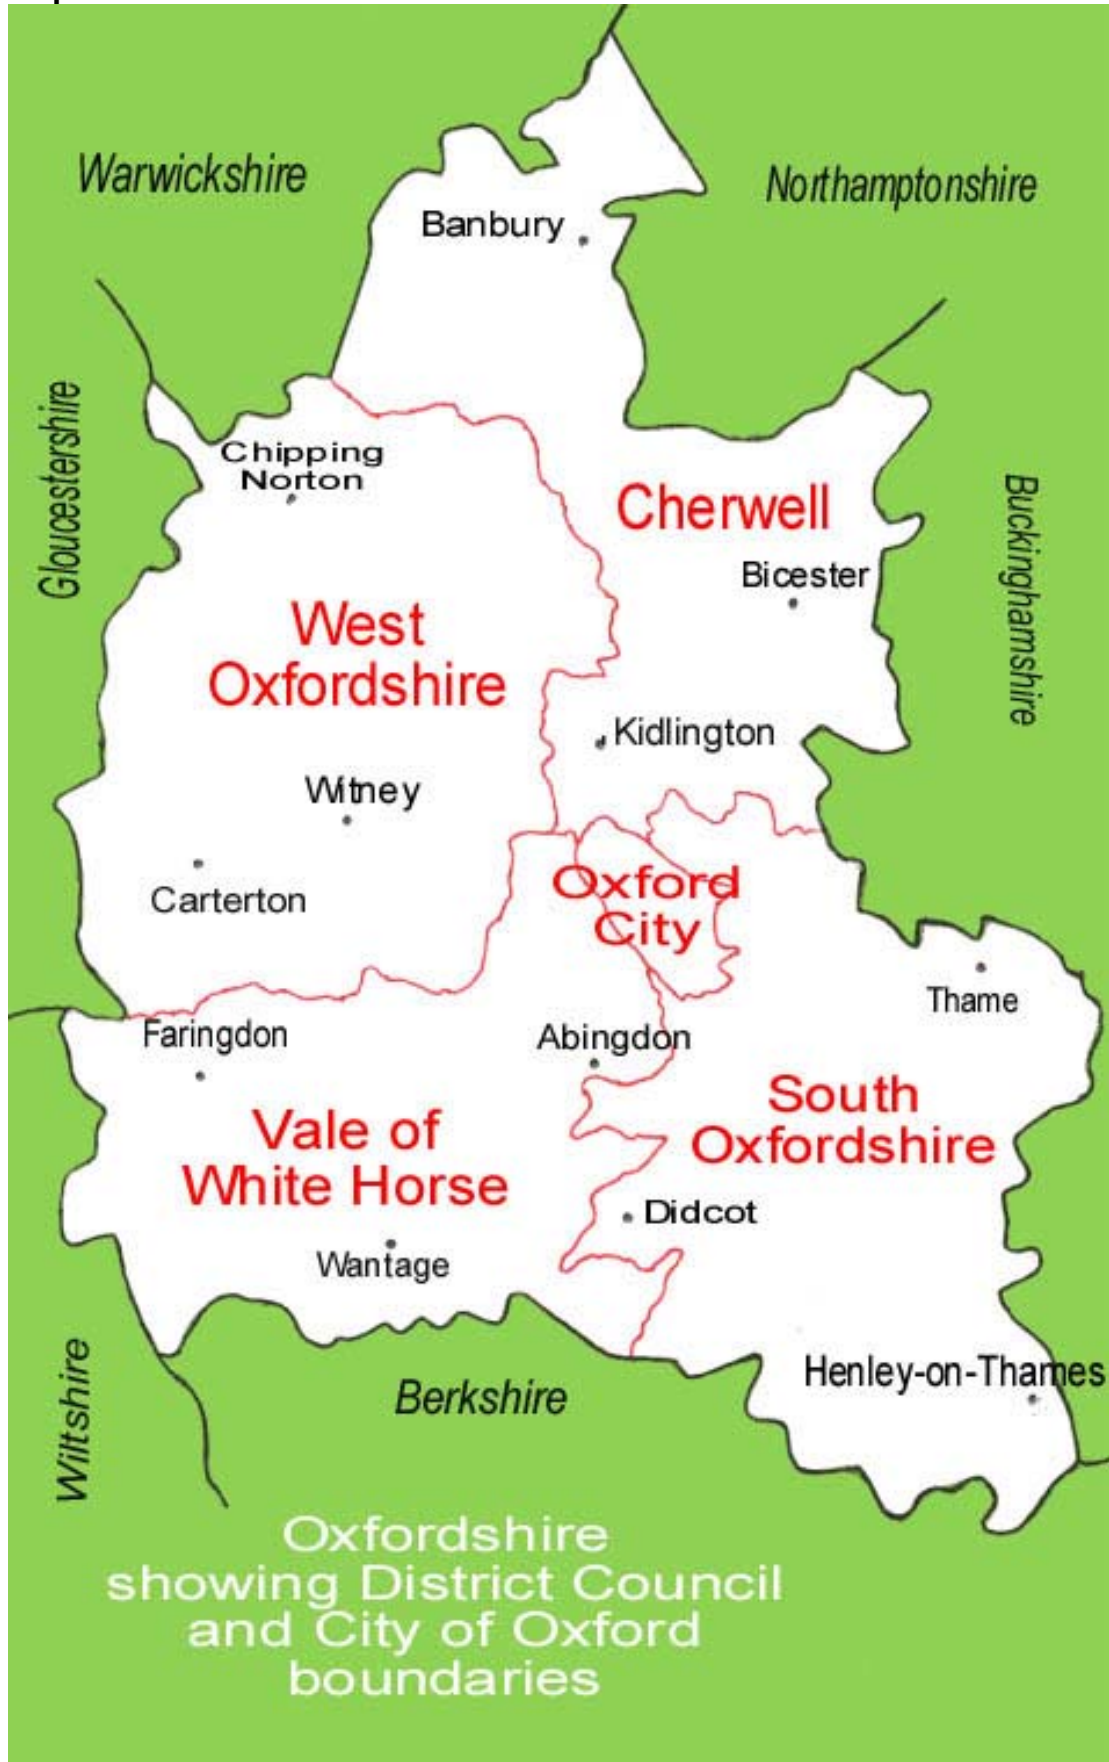 Warwickshire
Northamptonshire
Banbury
Gloucestershire
Chipping
Norton
Cherwell
Buckinghamshire
Bicester
West
Oxfordshire
Kidlington
Witney
Oxford
City
Carterton
Thame
Faringdon
Abingdon
South
Oxfordshire
Vale of
White Horse
Didcot
Wantage
Henley-on-Thames
Wiltshire
Berkshire
Oxfordshire
showing District Council
and City of Oxford
boundaries